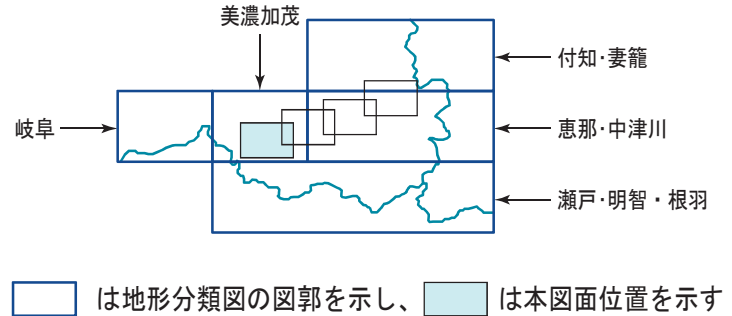 美濃加茂
付知･妻籠
岐阜
恵那･中津川
瀬戸･明智・根羽
は地形分類図の図郭を示し、 は本図面位置を示す